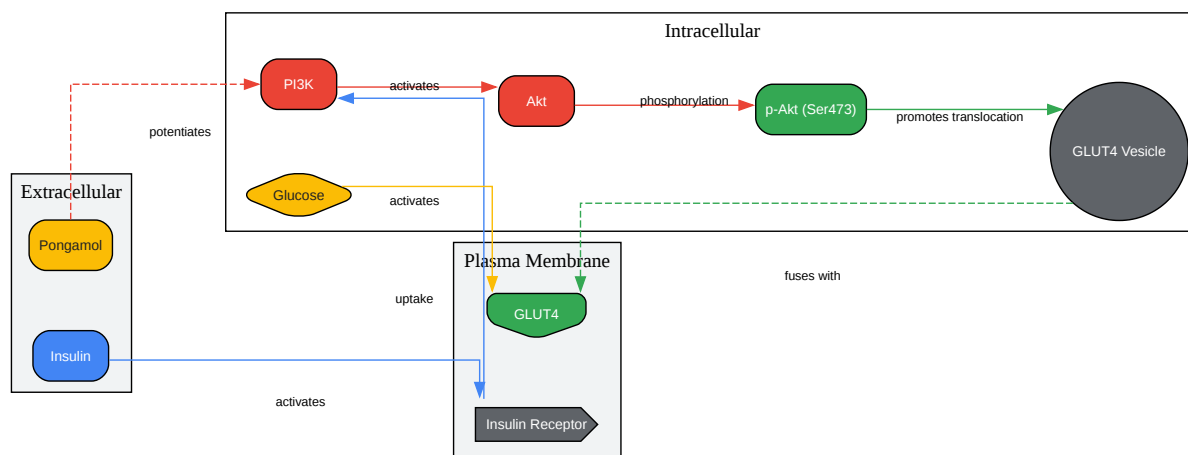 Intracellular
PI3K
activates
Akt
phosphorylation
p-Akt (Ser473)
promotes translocation
GLUT4 Vesicle
potentiates
Extracellular
Glucose
activates
Pongamol
Plasma Membrane
fuses with
uptake
GLUT4
Insulin
activates
Insulin Receptor